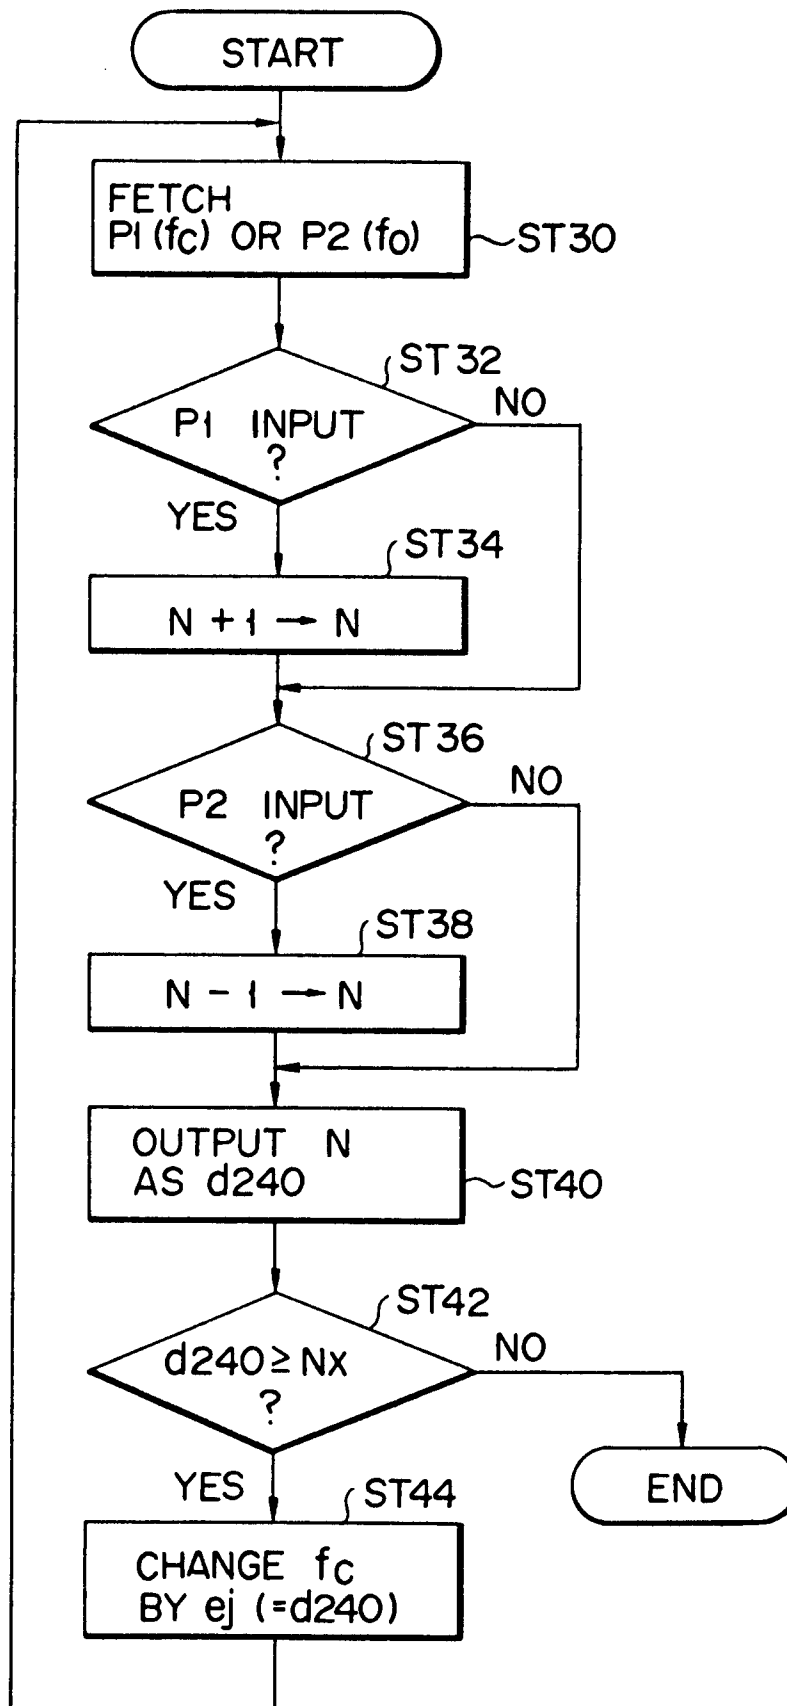 START
FETCH
P1 (fc) OR P2 (fo)
ST30
ST32
P1 INPUT
?
NO
YES
ST34
N + 1 → N
ST36
P2 INPUT
?
NO
YES
ST38
N - 1 → N
OUTPUT N
AS d240
ST40
ST42
d240 ≥ Nx
?
NO
YES
END
ST44
CHANGE fc
BY ej (=d240)